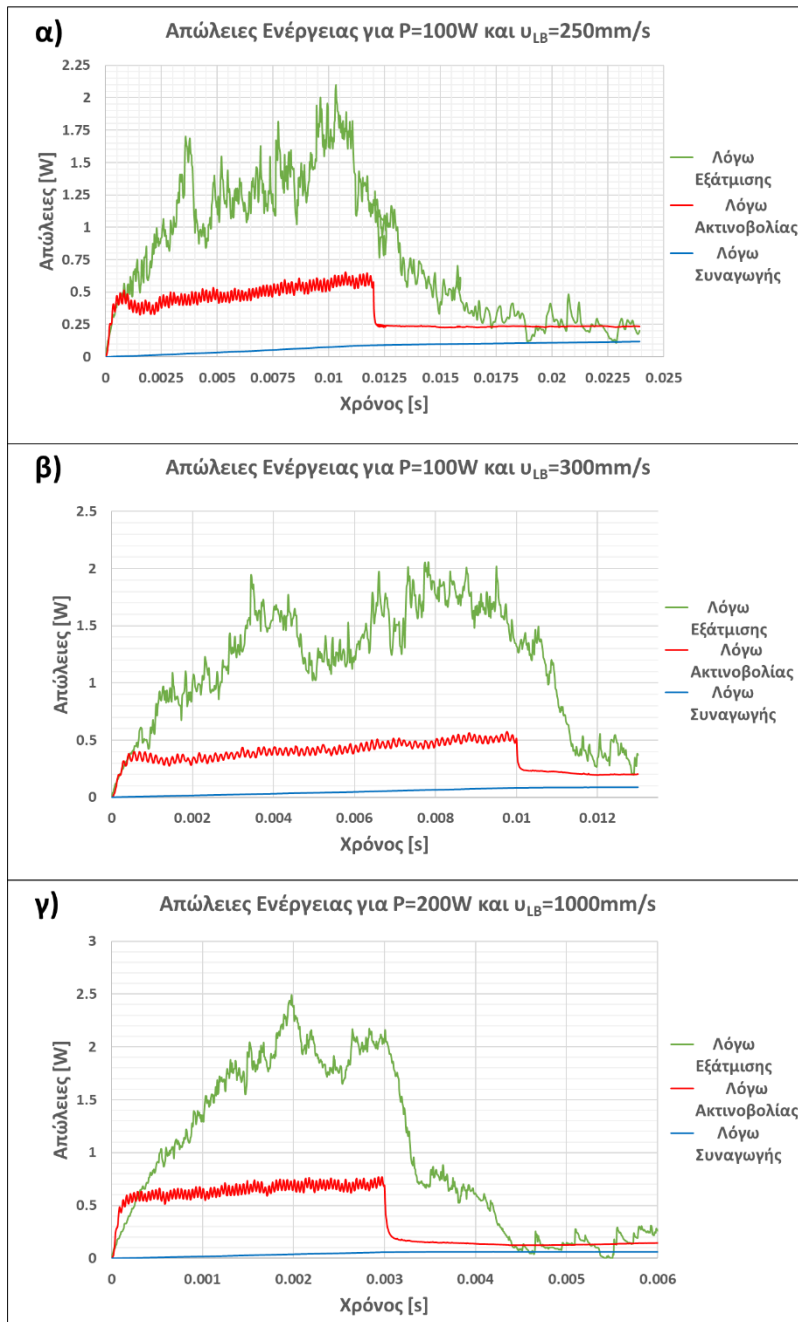 α)
Απώλειες Ενέργειας για P=100W και υLB=250mm/s
Απώλειες [W]
2.25
2
1.75
1.5
1.25
1
0.75
0.5
0.25
0
0 0.0025 0.005 0.0075 0.01 0.0125 0.015 0.0175 0.02 0.0225 0.025
Χρόνος [s]
Λόγω
Εξάτμισης
Λόγω
Ακτινοβολίας
Λόγω
Συναγωγής
β)
Απώλειες Ενέργειας για P=100W και υLB=300mm/s
Απώλειες [W]
2.5
2
1.5
1
0.5
0
0 0.002 0.004 0.006 0.008 0.01 0.012
Χρόνος [s]
Λόγω
Εξάτμισης
Λόγω
Ακτινοβολίας
Λόγω
Συναγωγής
γ)
Απώλειες Ενέργειας για P=200W και υLB=1000mm/s
Απώλειες [W]
3
2.5
2
1.5
1
0.5
0
0 0.001 0.002 0.003 0.004 0.005 0.006
Χρόνος [s]
Λόγω
Εξάτμισης
Λόγω
Ακτινοβολίας
Λόγω
Συναγωγής